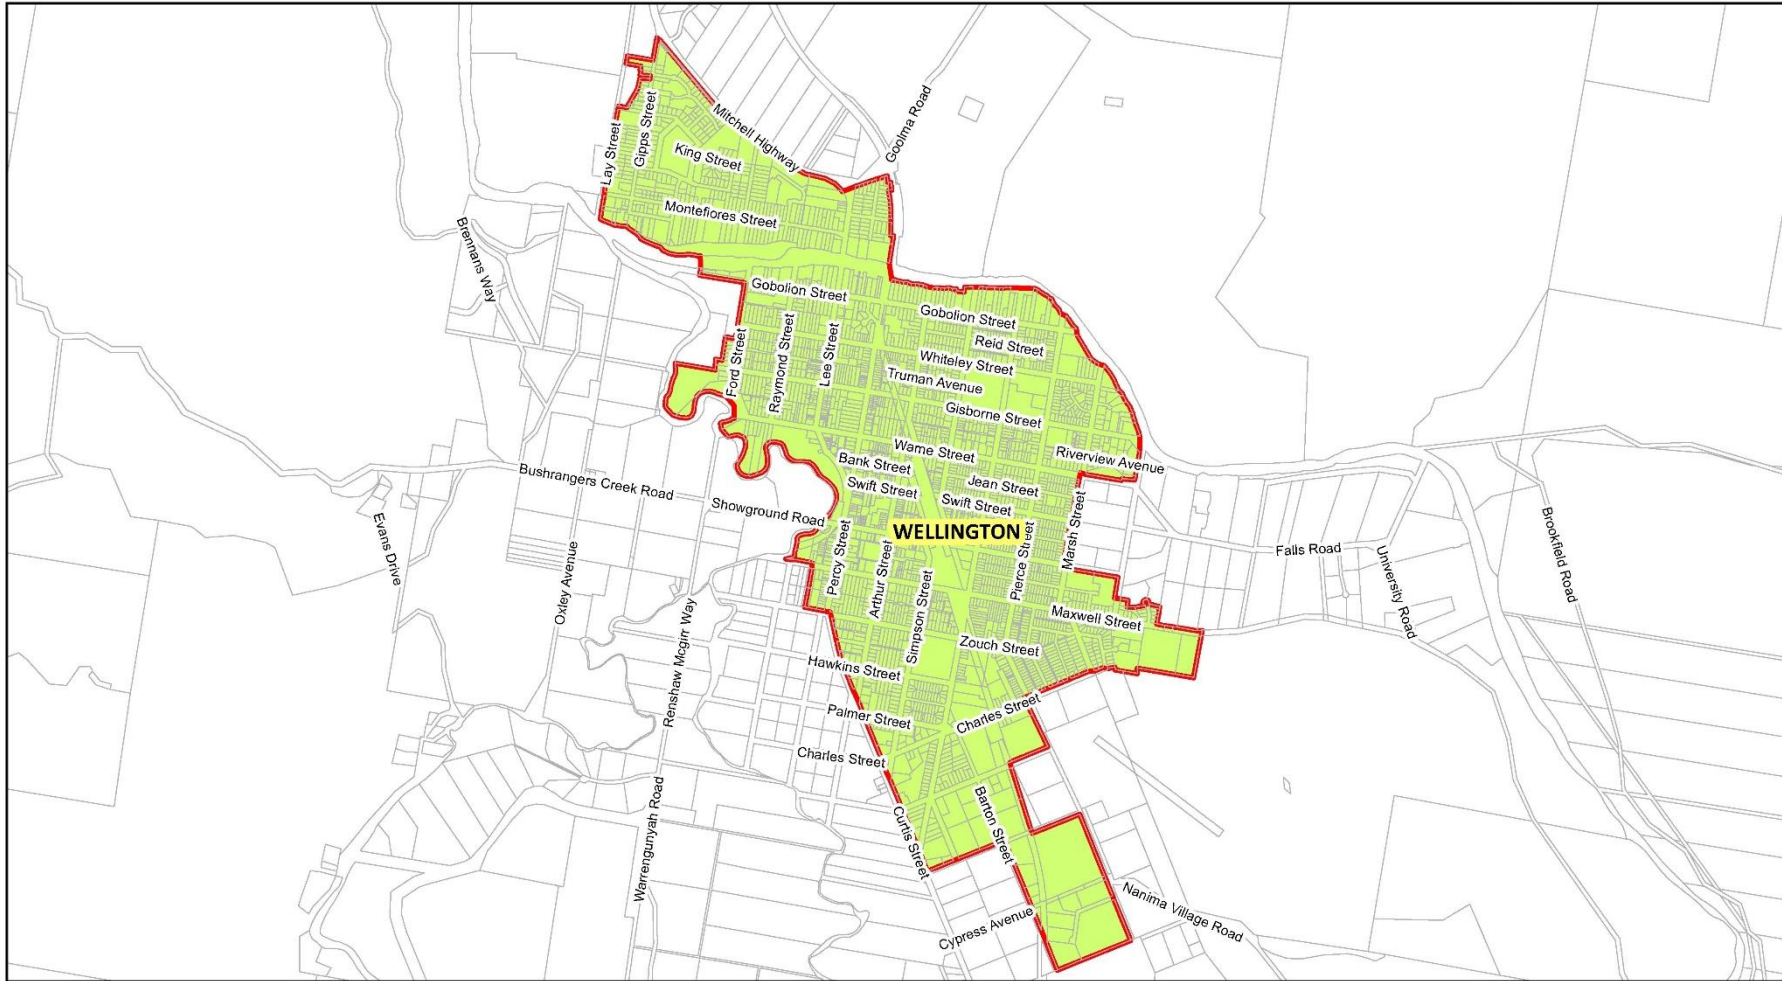 Mitchell Highway
Goolma Road
Gipps Street
Lay Street
King Street
Montefiores Street
Brennans Way
Gobolion Street
Gobolion Street
Reid Street
Whiteley Street
Truman Avenue
Ford Street
Raymond Street
Lee Street
Gisborne Street
Warne Street
Riverview Avenue
Bank Street
Jean Street
Swift Street
Swift Street
Bushrangers Creek Road
Showground Road
WELLINGTON
Marsh Street
Evans Drive
Oxley Avenue
Percy Street
Arthur Street
Simpson Street
Pierce Street
Falls Road
University Road
Brookfield Road
Maxwell Street
Zouch Street
Renshaw Mcgirr Way
Hawkins Street
Palmer Street
Charles Street
Charles Street
Warrengunyah Road
Curtis Street
Barton Street
Cypress Avenue
Nanima Village Road